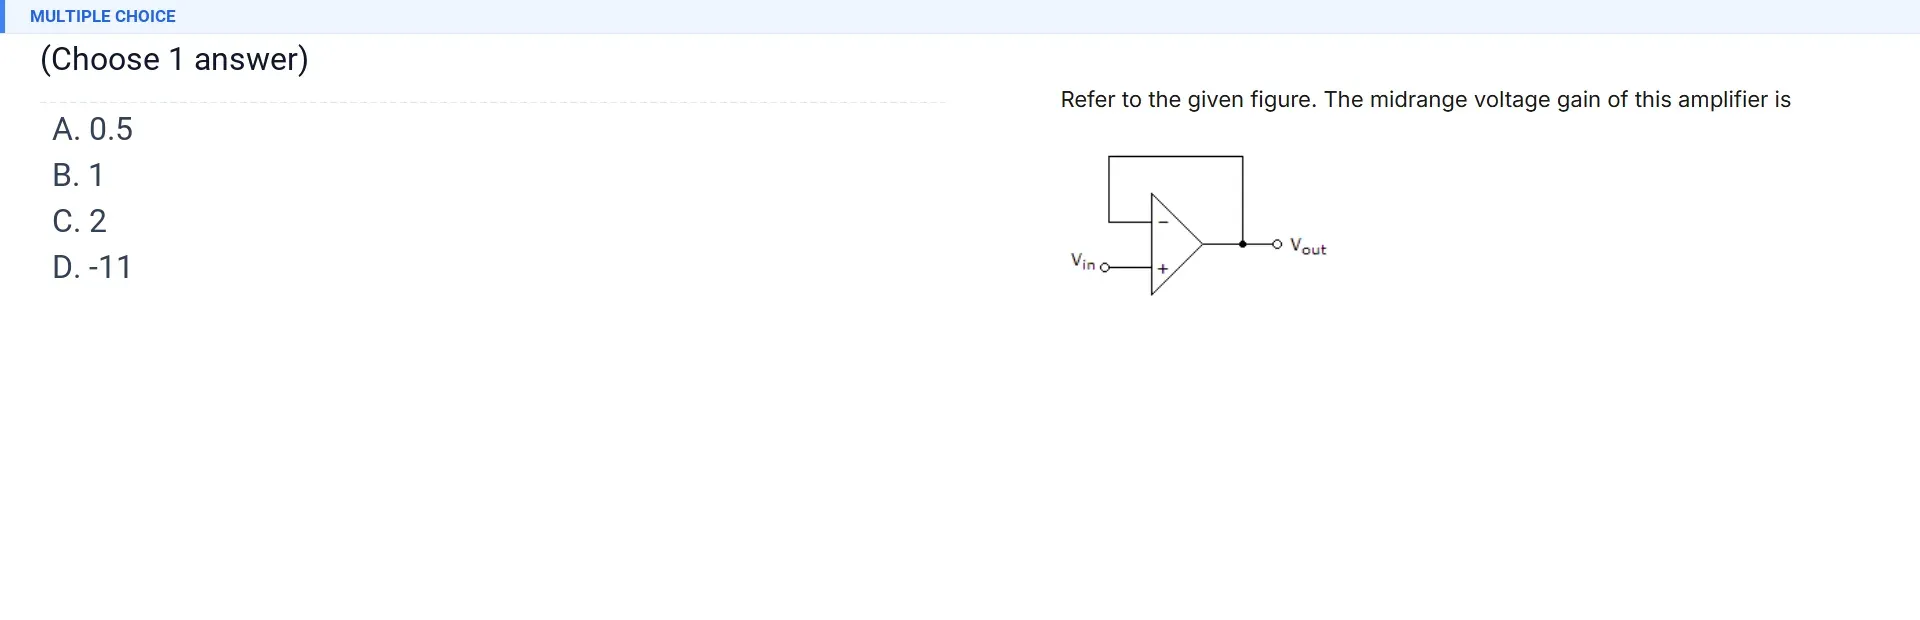 MULTIPLE CHOICE
(Choose 1 answer)
A. 0.5
B. 1
C. 2
D. -11
Refer to the given figure. The midrange voltage gain of this amplifier is
−
Vout
Vin
+